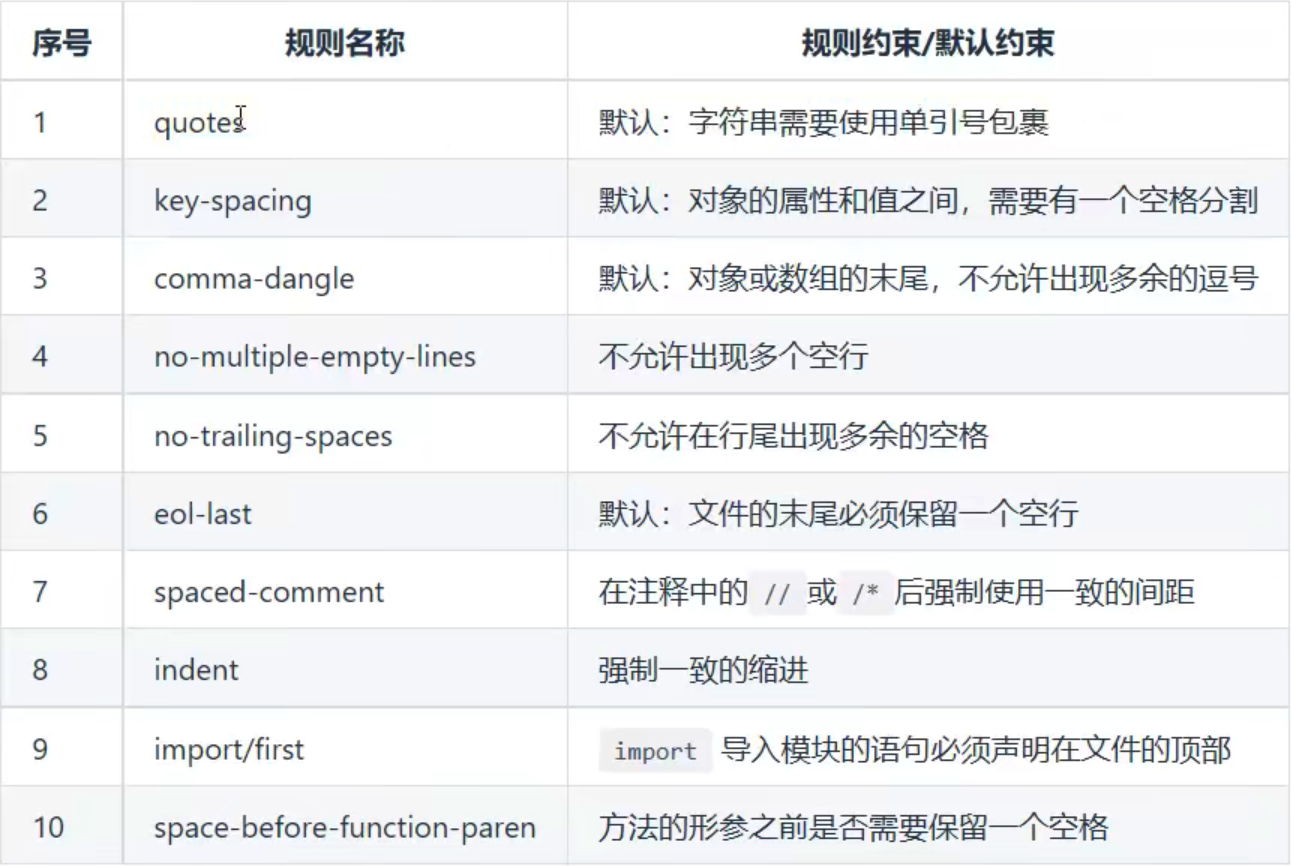 序号 规则名称 规则约束/默认约束
1 quotes 默认：字符串需要使用单引号包裹
2 key-spacing 默认：对象的属性和值之间，需要有一个空格分割
3 comma-dangle 默认：对象或数组的末尾，不允许出现多余的逗号
4 no-multiple-empty-lines 不允许出现多个空行
5 no-trailing-spaces 不允许在行尾出现多余的空格
6 eol-last 默认：文件的末尾必须保留一个空行
7 spaced-comment 在注释中的 // 或 /* 后强制使用一致的间距
8 indent 强制一致的缩进
9 import/first import 导入模块的语句必须声明在文件的顶部
10 space-before-function-paren 方法的形参之前是否需要保留一个空格